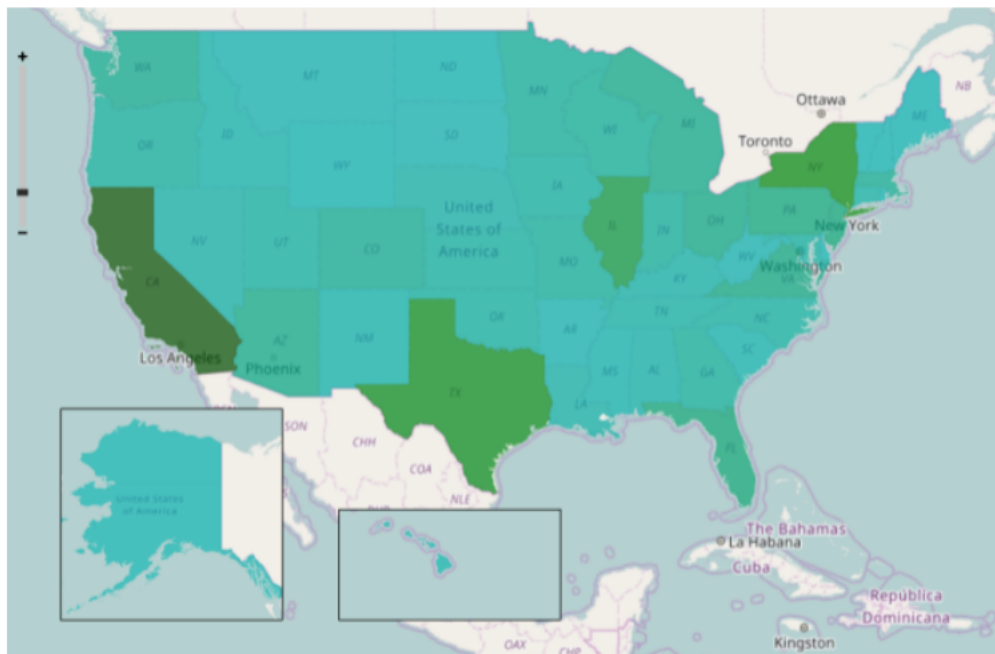 +
−
WA
MT
ND
MN
OR
ID
SD
WI
MI
WY
IA
NV
UT
CO
United
States of
America
IL
IN
OH
PA
NY
ME
NB
Ottawa
Toronto
New York
WV
Washington
VA
MO
KY
CA
AZ
NM
OK
AR
TN
NC
SC
MS
AL
GA
LA
TX
FL
Los Angeles
Phoenix
SON
CHH
COA
NLE
United States
of America
The Bahamas
La Habana
Cuba
República
Dominicana
Kingston
OAX